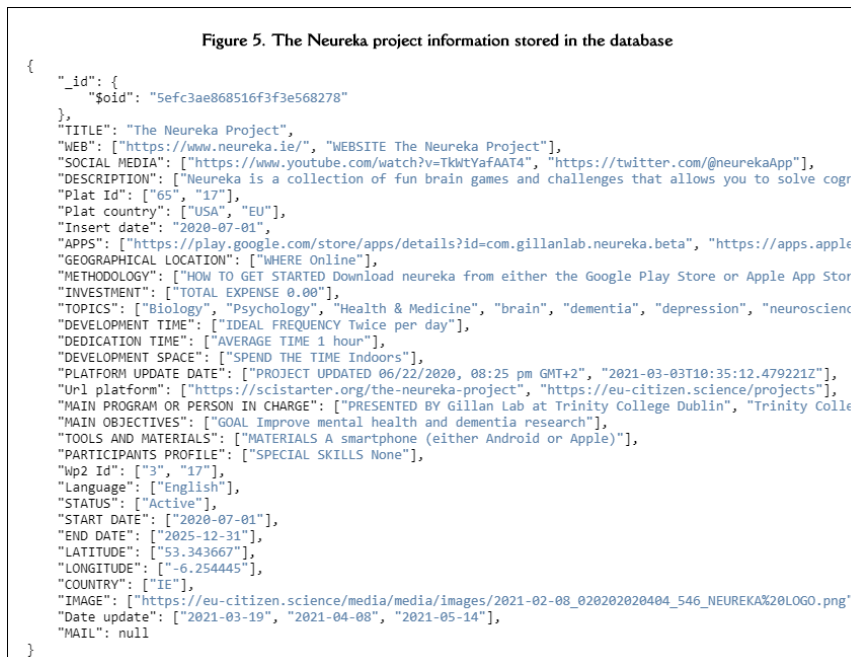 Figure 5. The Neureka project information stored in the database
{
"_id": {
"$oid": "5efc3ae868516f3f3e568278"
},
"TITLE": "The Neureka Project",
"WEB": ["https://www.neureka.ie/", "WEBSITE The Neureka Project"],
"SOCIAL MEDIA": ["https://www.youtube.com/watch?v=TkWtYafAAT4", "https://twitter.com/@neurekaApp"],
"DESCRIPTION": ["Neureka is a collection of fun brain games and challenges that allows you to solve cogr
"Plat Id": ["65", "17"],
"Plat country": ["USA", "EU"],
"Insert date": "2020-07-01",
"APPS": ["https://play.google.com/store/apps/details?id=com.gillanlab.neureka.beta", "https://apps.apple
"GEOGRAPHICAL LOCATION": ["WHERE Online"],
"METHODOLOGY": ["HOW TO GET STARTED Download neureka from either the Google Play Store or Apple App Stor
"INVESTMENT": ["TOTAL EXPENSE 0.00"],
"TOPICS": ["Biology", "Psychology", "Health & Medicine", "brain", "dementia", "depression", "neuroscienc
"DEVELOPMENT TIME": ["IDEAL FREQUENCY Twice per day"],
"DEDICATION TIME": ["AVERAGE TIME 1 hour"],
"DEVELOPMENT SPACE": ["SPEND THE TIME Indoors"],
"PLATFORM UPDATE DATE": ["PROJECT UPDATED 06/22/2020, 08:25 pm GMT+2", "2021-03-03T10:35:12.479221Z"],
"Url platform": ["https://scistarter.org/the-neureka-project", "https://eu-citizen.science/projects"],
"MAIN PROGRAM OR PERSON IN CHARGE": ["PRESENTED BY Gillan Lab at Trinity College Dublin", "Trinity Colle
"MAIN OBJECTIVES": ["GOAL Improve mental health and dementia research"],
"TOOLS AND MATERIALS": ["MATERIALS A smartphone (either Android or Apple)"],
"PARTICIPANTS PROFILE": ["SPECIAL SKILLS None"],
"Wp2 Id": ["3", "17"],
"Language": ["English"],
"STATUS": ["Active"],
"START DATE": ["2020-07-01"],
"END DATE": ["2025-12-31"],
"LATITUDE": ["53.343667"],
"LONGITUDE": ["-6.254445"],
"COUNTRY": ["IE"],
"IMAGE": ["https://eu-citizen.science/media/media/images/2021-02-08_020202020404_546_NEUREKA%20LOGO.png"
"Date update": ["2021-03-19", "2021-04-08", "2021-05-14"],
"MAIL": null
}